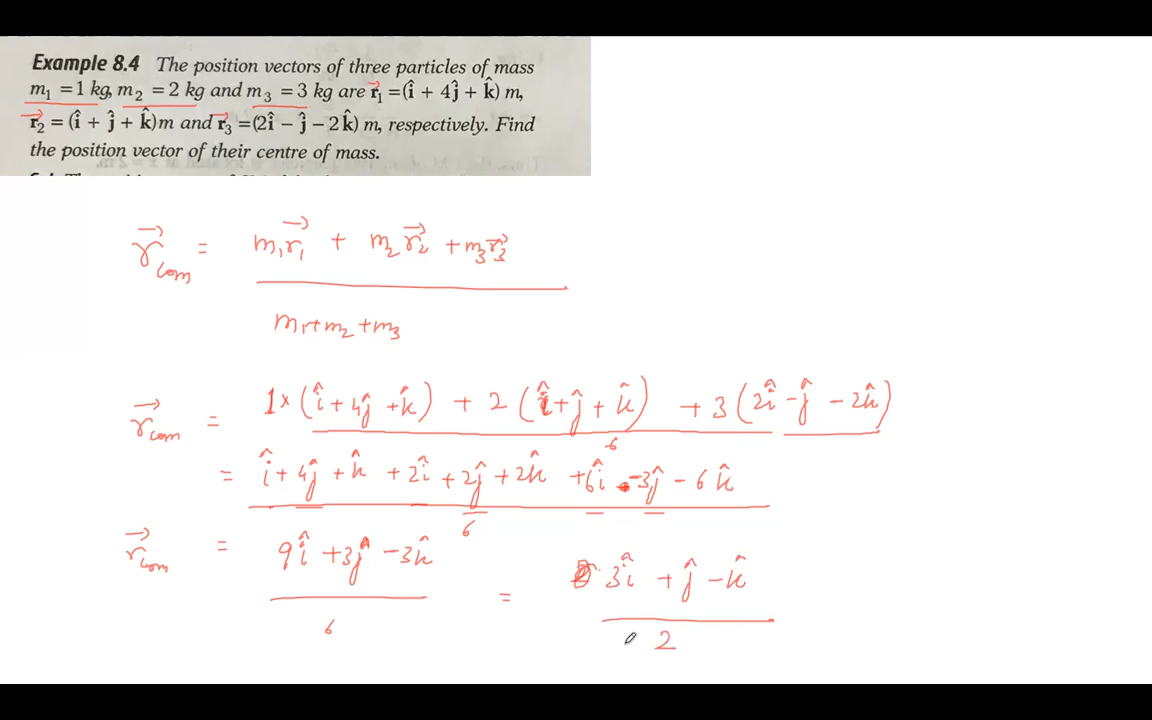 Example 8.4 The position vectors of three particles of mass
m₁ = 1 kg, m₂ = 2 kg and m₃ = 3 kg are r⃗₁ = (î + 4ĵ + k̂) m,
r⃗₂ = (î + ĵ + k̂)m and r⃗₃ = (2î − ĵ − 2k̂) m, respectively. Find
the position vector of their centre of mass.
r⃗com = m₁r⃗₁ + m₂r⃗₂ + m₃r⃗₃
m₁+m₂+m₃
r⃗com = 1×(î + 4ĵ + k̂) + 2(î + ĵ + k̂) + 3(2î − ĵ − 2k̂)
6
= î + 4ĵ + k̂ + 2î + 2ĵ + 2k̂ + 6î − 3ĵ − 6k̂
6
r⃗com = 9î + 3ĵ − 3k̂
6
= 3î + ĵ − k̂
2